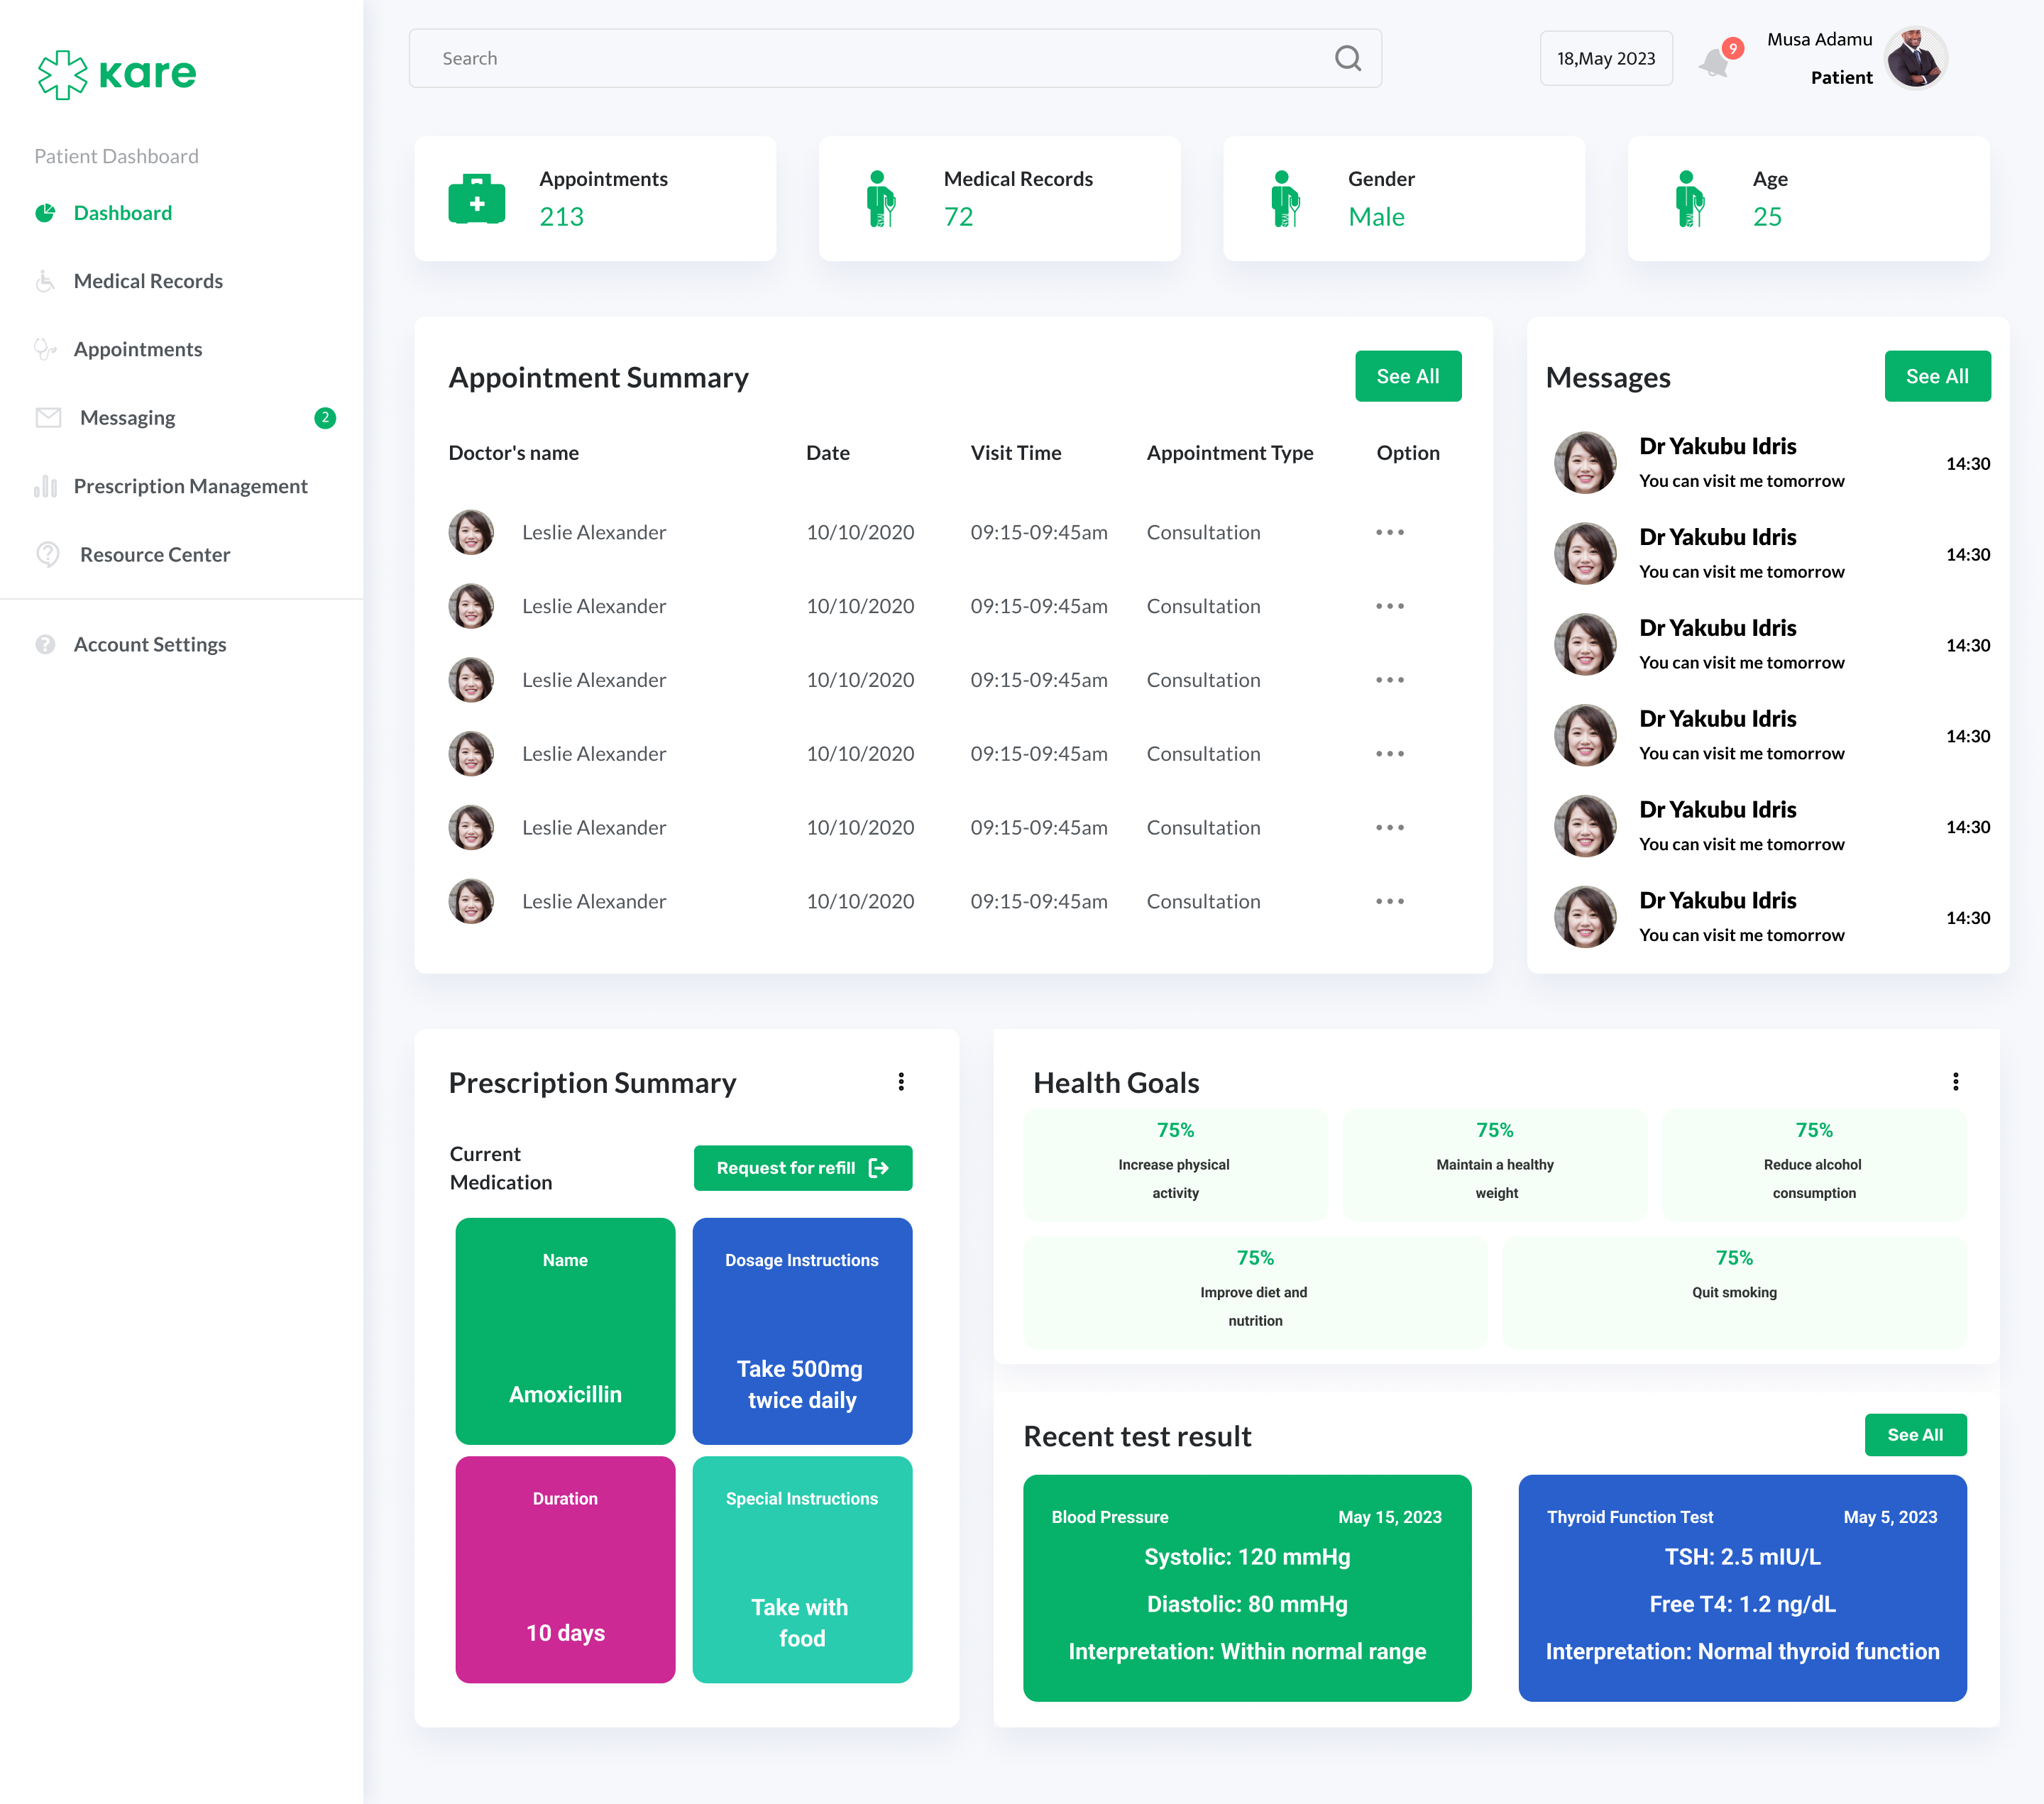 kare
Patient Dashboard
Dashboard
Medical Records
Appointments
Messaging
2
Prescription Management
Resource Center
Account Settings
Search
18,May 2023
9
Musa Adamu
Patient
Appointments
213
Medical Records
72
Gender
Male
Age
25
Appointment Summary
See All
Doctor's name Date Visit Time Appointment Type Option
Leslie Alexander 10/10/2020 09:15-09:45am Consultation
Leslie Alexander 10/10/2020 09:15-09:45am Consultation
Leslie Alexander 10/10/2020 09:15-09:45am Consultation
Leslie Alexander 10/10/2020 09:15-09:45am Consultation
Leslie Alexander 10/10/2020 09:15-09:45am Consultation
Leslie Alexander 10/10/2020 09:15-09:45am Consultation
Messages
See All
Dr Yakubu Idris
You can visit me tomorrow
14:30
Dr Yakubu Idris
You can visit me tomorrow
14:30
Dr Yakubu Idris
You can visit me tomorrow
14:30
Dr Yakubu Idris
You can visit me tomorrow
14:30
Dr Yakubu Idris
You can visit me tomorrow
14:30
Dr Yakubu Idris
You can visit me tomorrow
14:30
Prescription Summary
Current
Medication
Request for refill
Name
Amoxicillin
Dosage Instructions
Take 500mg
twice daily
Duration
10 days
Special Instructions
Take with
food
Health Goals
75%
Increase physical
activity
75%
Maintain a healthy
weight
75%
Reduce alcohol
consumption
75%
Improve diet and
nutrition
75%
Quit smoking
Recent test result
See All
Blood Pressure May 15, 2023
Systolic: 120 mmHg
Diastolic: 80 mmHg
Interpretation: Within normal range
Thyroid Function Test May 5, 2023
TSH: 2.5 mIU/L
Free T4: 1.2 ng/dL
Interpretation: Normal thyroid function